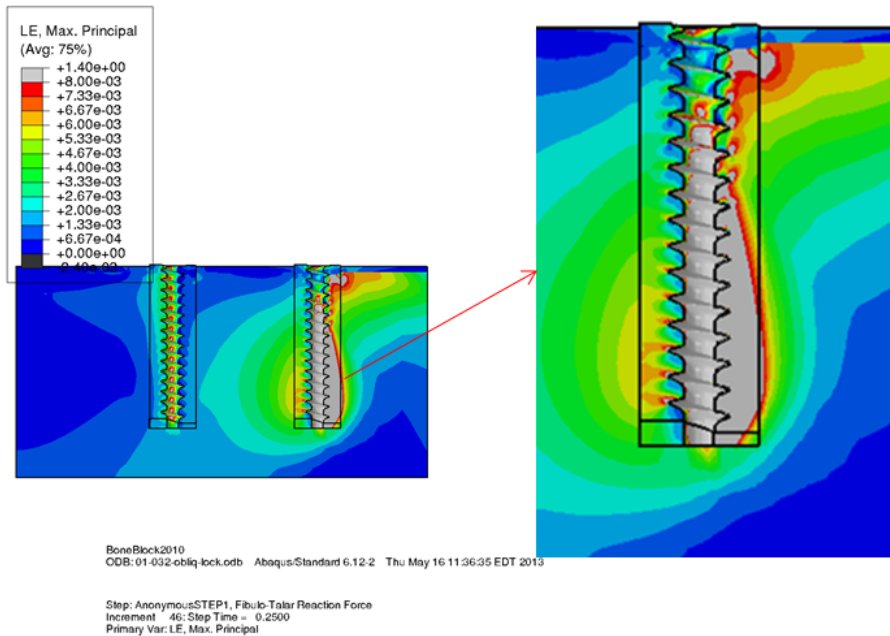 LE, Max. Principal
(Avg: 75%)
+1.40e+00
+8.00e-03
+7.33e-03
+6.67e-03
+6.00e-03
+5.33e-03
+4.67e-03
+4.00e-03
+3.33e-03
+2.67e-03
+2.00e-03
+1.33e-03
+6.67e-04
+0.00e+00
BoneBlock2010
ODB: 01-032-obliq-lock.odb Abaqus/Standard 6.12-2 Thu May 16 11:36:35 EDT 2013
Step: AnonymousSTEP1, Fibulo-Talar Reaction Force
Increment 46: Step Time = 0.2500
Primary Var: LE, Max. Principal